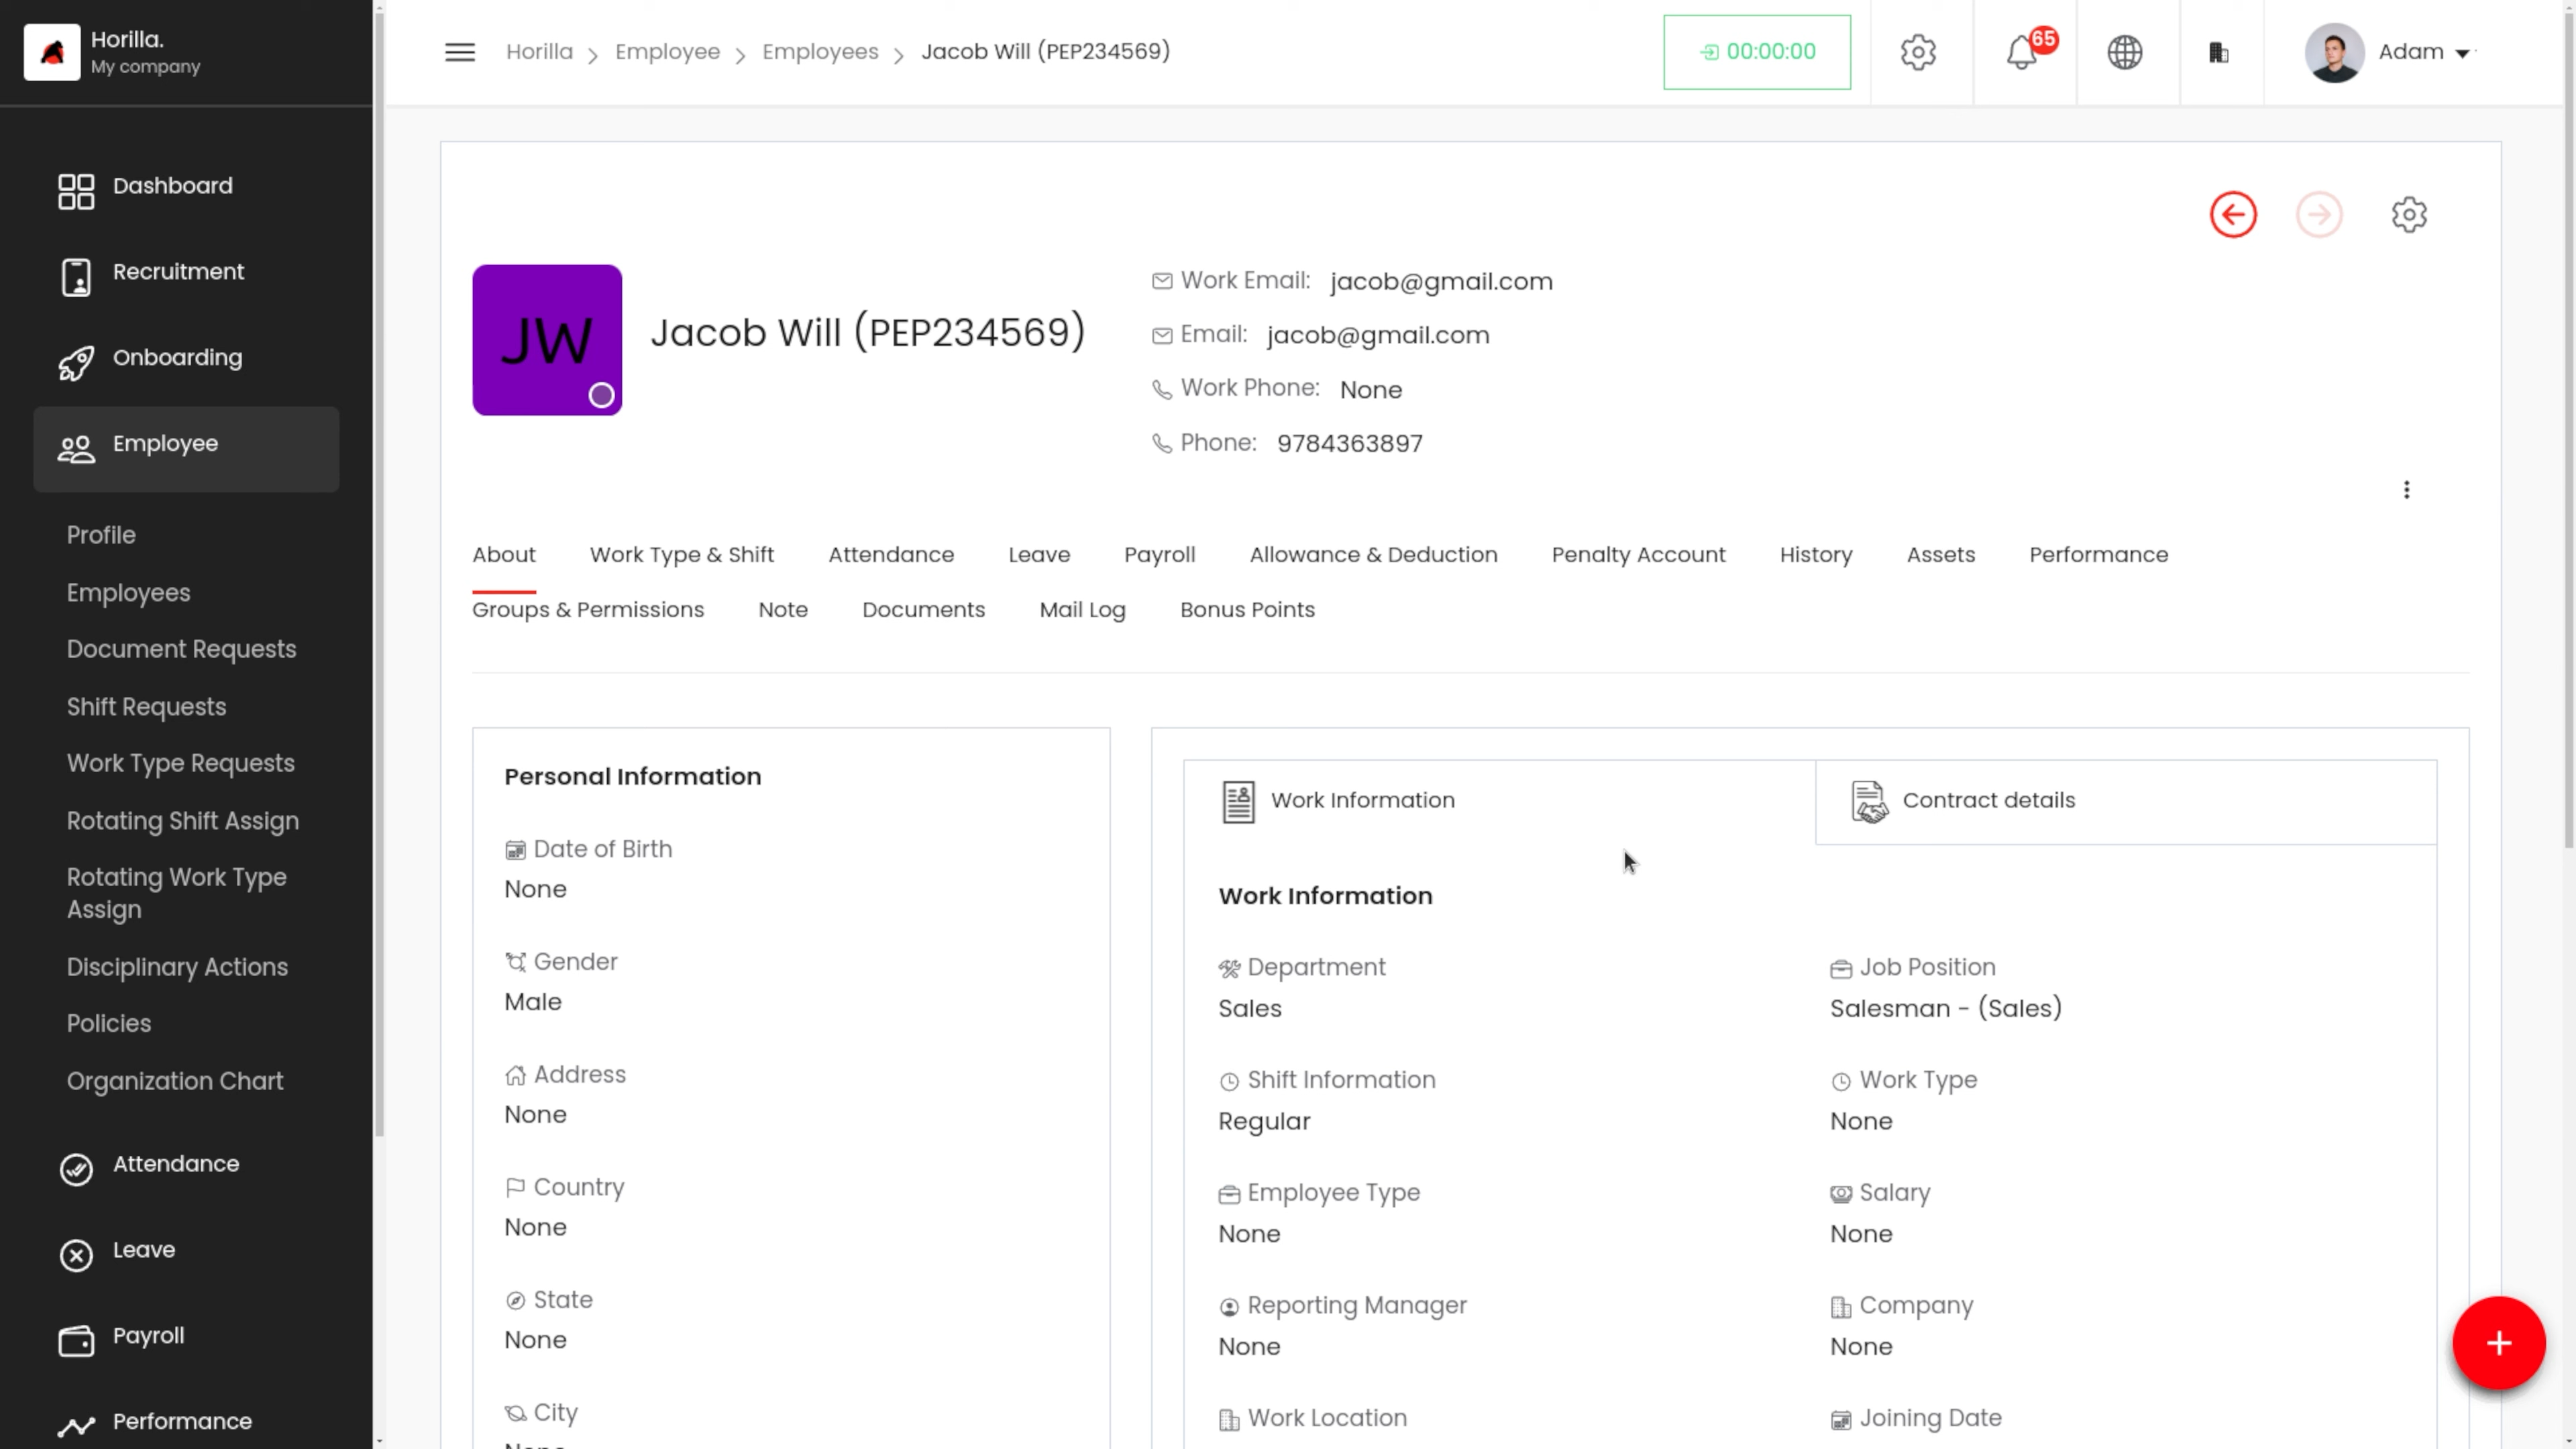 Horilla.
My company
Dashboard
Recruitment
Onboarding
Employee
Profile
Employees
Document Requests
Shift Requests
Work Type Requests
Rotating Shift Assign
Rotating Work Type
Assign
Disciplinary Actions
Policies
Organization Chart
Attendance
Leave
Payroll
Performance
Horilla > Employee > Employees > Jacob Will (PEP234569)
00:00:00
65
Adam
JW
Jacob Will (PEP234569)
Work Email: jacob@gmail.com
Email: jacob@gmail.com
Work Phone: None
Phone: 9784363897
About Work Type & Shift Attendance Leave Payroll Allowance & Deduction Penalty Account History Assets Performance
Groups & Permissions Note Documents Mail Log Bonus Points
Personal Information
Date of Birth
None
Gender
Male
Address
None
Country
None
State
None
City
Work Information Contract details
Work Information
Department Job Position
Sales Salesman - (Sales)
Shift Information Work Type
Regular None
Employee Type Salary
None None
Reporting Manager Company
None None
Work Location Joining Date